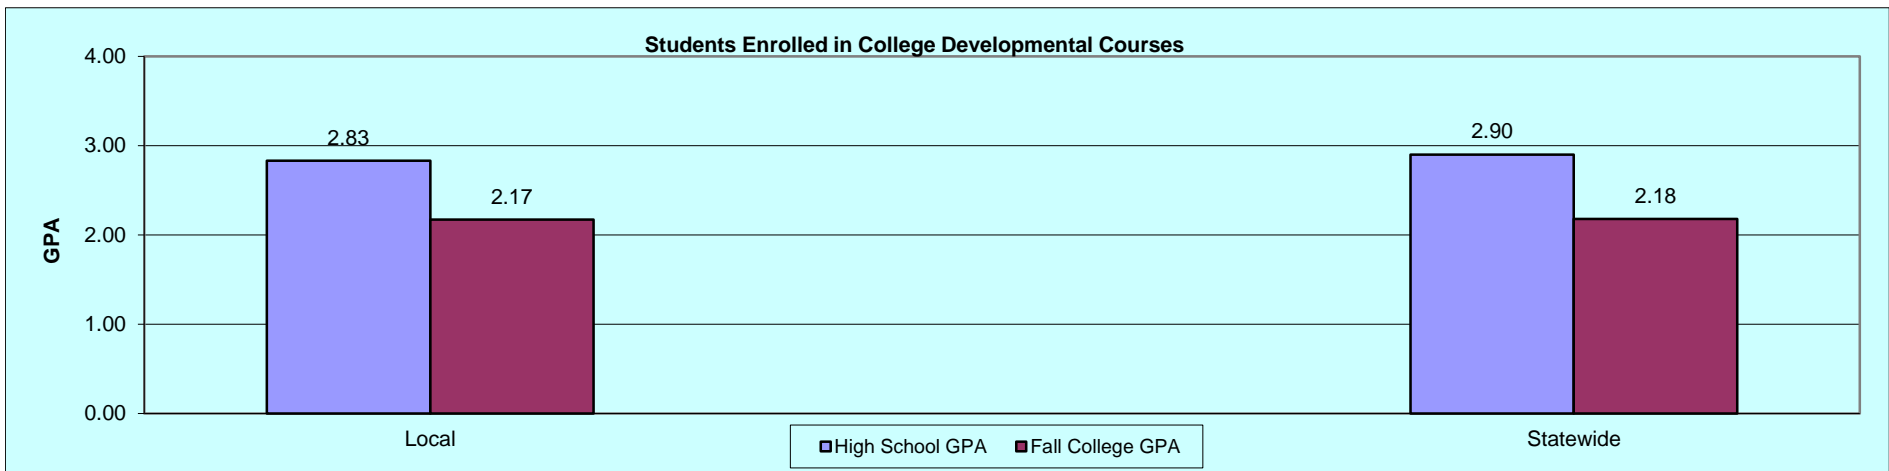 Students Enrolled in College Developmental Courses
4.00
3.00
2.00
1.00
0.00
GPA
2.83
2.17
2.90
2.18
Local
Statewide
High School GPA
Fall College GPA